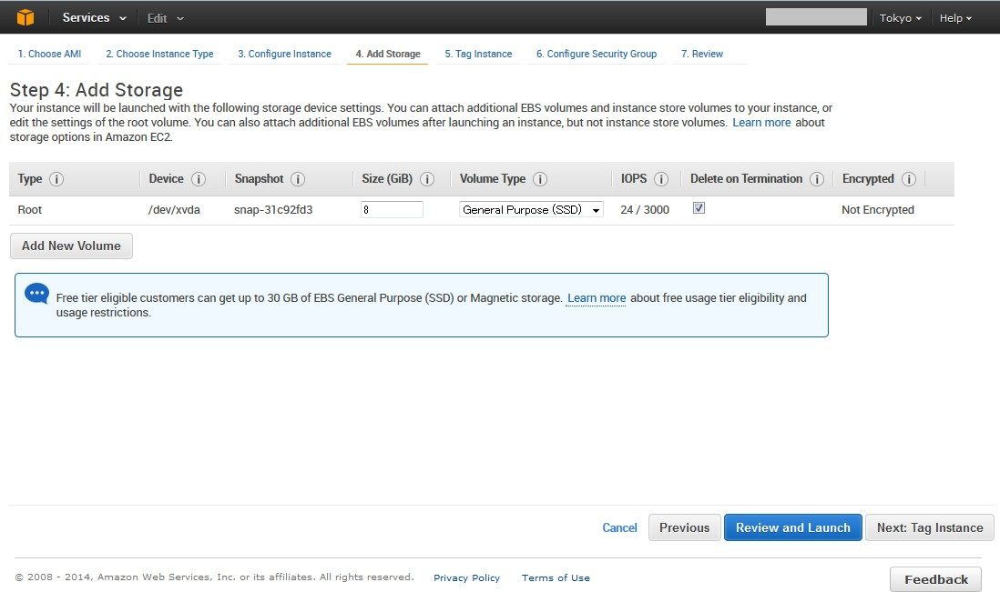 Services Edit Tokyo Help
1. Choose AMI 2. Choose Instance Type 3. Configure Instance 4. Add Storage 5. Tag Instance 6. Configure Security Group 7. Review
Step 4: Add Storage
Your instance will be launched with the following storage device settings. You can attach additional EBS volumes and instance store volumes to your instance, or
edit the settings of the root volume. You can also attach additional EBS volumes after launching an instance, but not instance store volumes. Learn more about
storage options in Amazon EC2.
Type i Device i Snapshot i Size (GiB) i Volume Type i IOPS i Delete on Termination i Encrypted i
Root /dev/xvda snap-31c92fd3 8 General Purpose (SSD) 24 / 3000 Not Encrypted
Add New Volume
Free tier eligible customers can get up to 30 GB of EBS General Purpose (SSD) or Magnetic storage. Learn more about free usage tier eligibility and
usage restrictions.
Cancel Previous Review and Launch Next: Tag Instance
© 2008 - 2014, Amazon Web Services, Inc. or its affiliates. All rights reserved. Privacy Policy Terms of Use Feedback